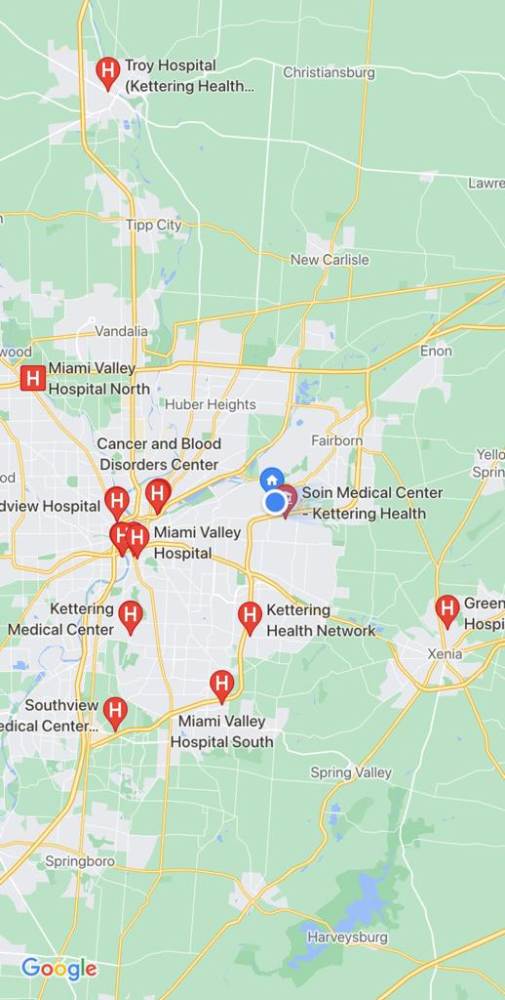 Troy Hospital
(Kettering Health...
Christiansburg
Lawre
Tipp City
New Carlisle
Vandalia
Enon
wood
Miami Valley
Hospital North
Huber Heights
Cancer and Blood
Disorders Center
Fairborn
Yello
Sprin
od
Soin Medical Center
- Kettering Health
dview Hospital
Miami Valley
Hospital
Kettering
Medical Center
Kettering
Health Network
Green
Hospi
Xenia
Southview
edical Center...
Miami Valley
Hospital South
Spring Valley
Springboro
Harveysburg
Google